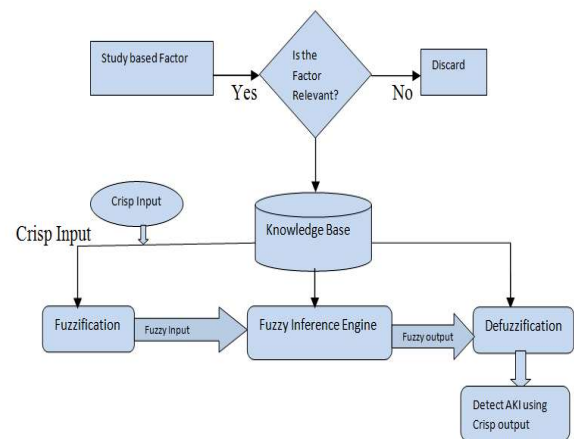 Study based Factor
Is the
Factor
Relevant?
Discard
Yes
No
Crisp Input
Crisp Input
Knowledge Base
Fuzzification
Fuzzy Input
Fuzzy Inference Engine
Fuzzy output
Defuzzification
Detect AKI using
Crisp output